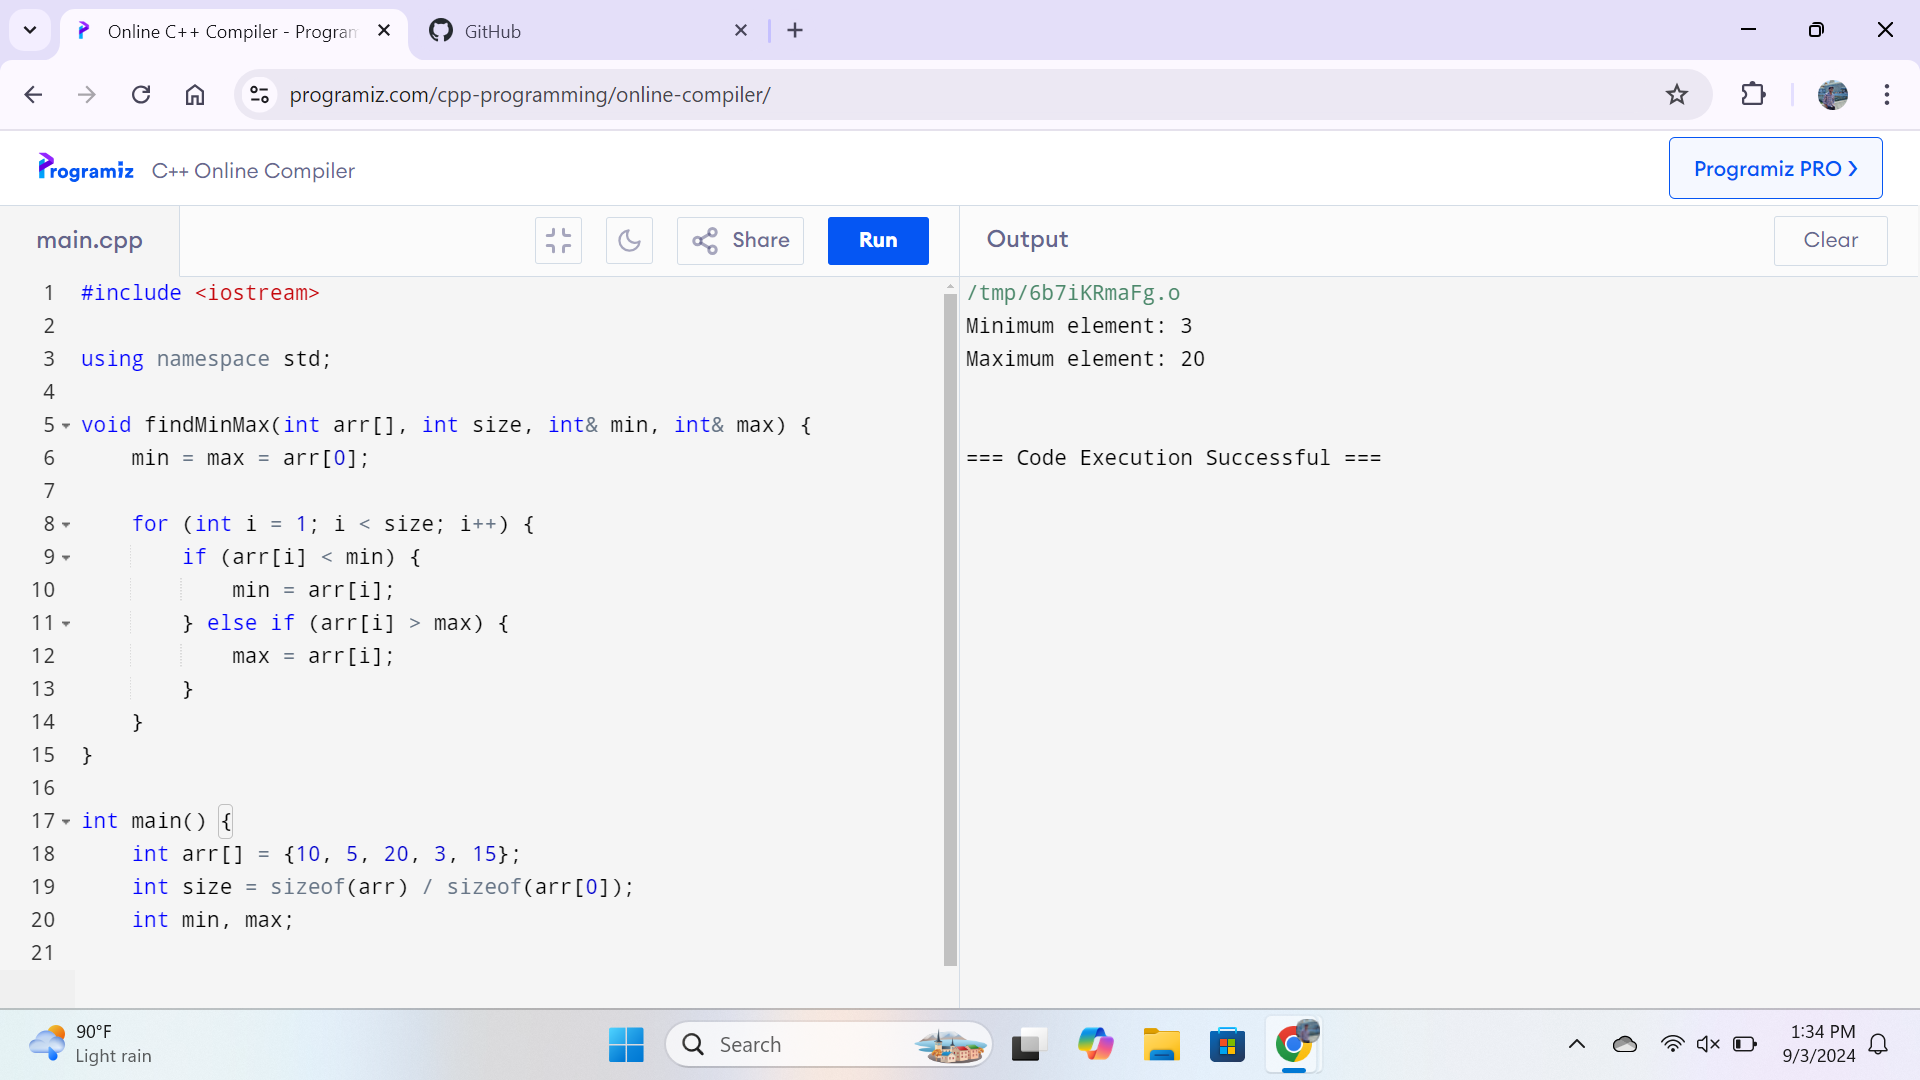 Online C++ Compiler - Program
GitHub
programiz.com/cpp-programming/online-compiler/
Programiz C++ Online Compiler
Programiz PRO
main.cpp
Share
Run
Output
Clear
1 #include <iostream>
2
3 using namespace std;
4
5 void findMinMax(int arr[], int size, int& min, int& max) {
6     min = max = arr[0];
7
8     for (int i = 1; i < size; i++) {
9         if (arr[i] < min) {
10             min = arr[i];
11         } else if (arr[i] > max) {
12             max = arr[i];
13         }
14     }
15 }
16
17 int main() {
18     int arr[] = {10, 5, 20, 3, 15};
19     int size = sizeof(arr) / sizeof(arr[0]);
20     int min, max;
21
/tmp/6b7iKRmaFg.o
Minimum element: 3
Maximum element: 20
=== Code Execution Successful ===
90°F
Light rain
Search
1:34 PM
9/3/2024